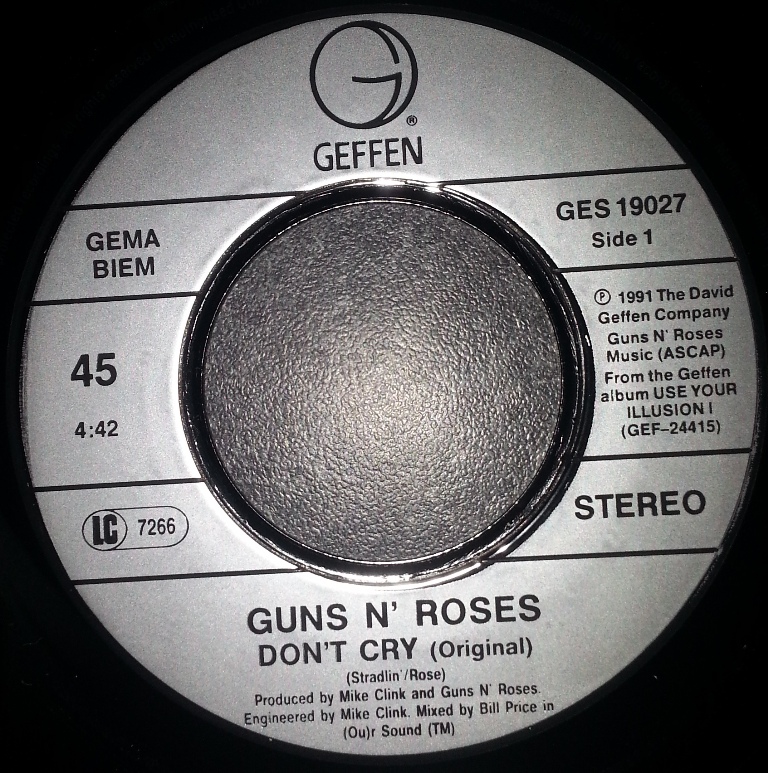 ®
GEFFEN
GEMA
BIEM
GES 19027
Side 1
45
4:42
℗ 1991 The David
Geffen Company
Guns N' Roses
Music (ASCAP)
From the Geffen
album USE YOUR
ILLUSION I
(GEF–24415)
LC 7266
STEREO
GUNS N' ROSES
DON'T CRY (Original)
(Stradlin'/Rose)
Produced by Mike Clink and Guns N' Roses.
Engineered by Mike Clink. Mixed by Bill Price in
(Ou)r Sound (TM)